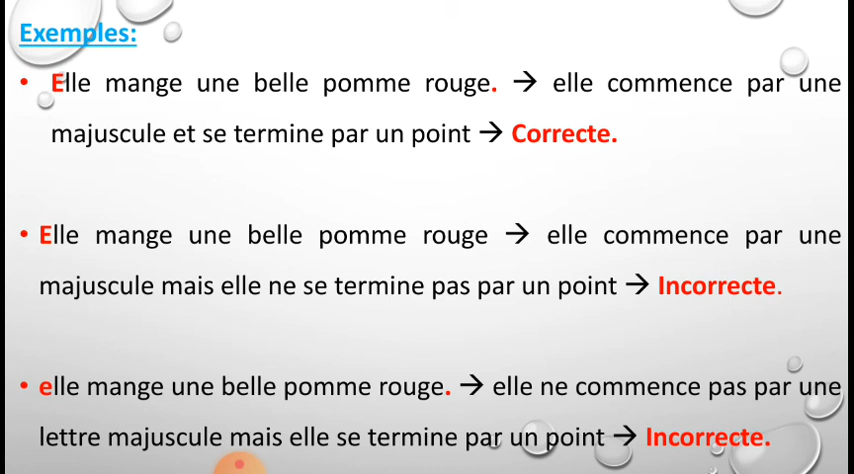 Exemples:
• Elle mange une belle pomme rouge. → elle commence par une
majuscule et se termine par un point → Correcte.
• Elle mange une belle pomme rouge → elle commence par une
majuscule mais elle ne se termine pas par un point → Incorrecte.
• elle mange une belle pomme rouge. → elle ne commence pas par une
lettre majuscule mais elle se termine par un point → Incorrecte.